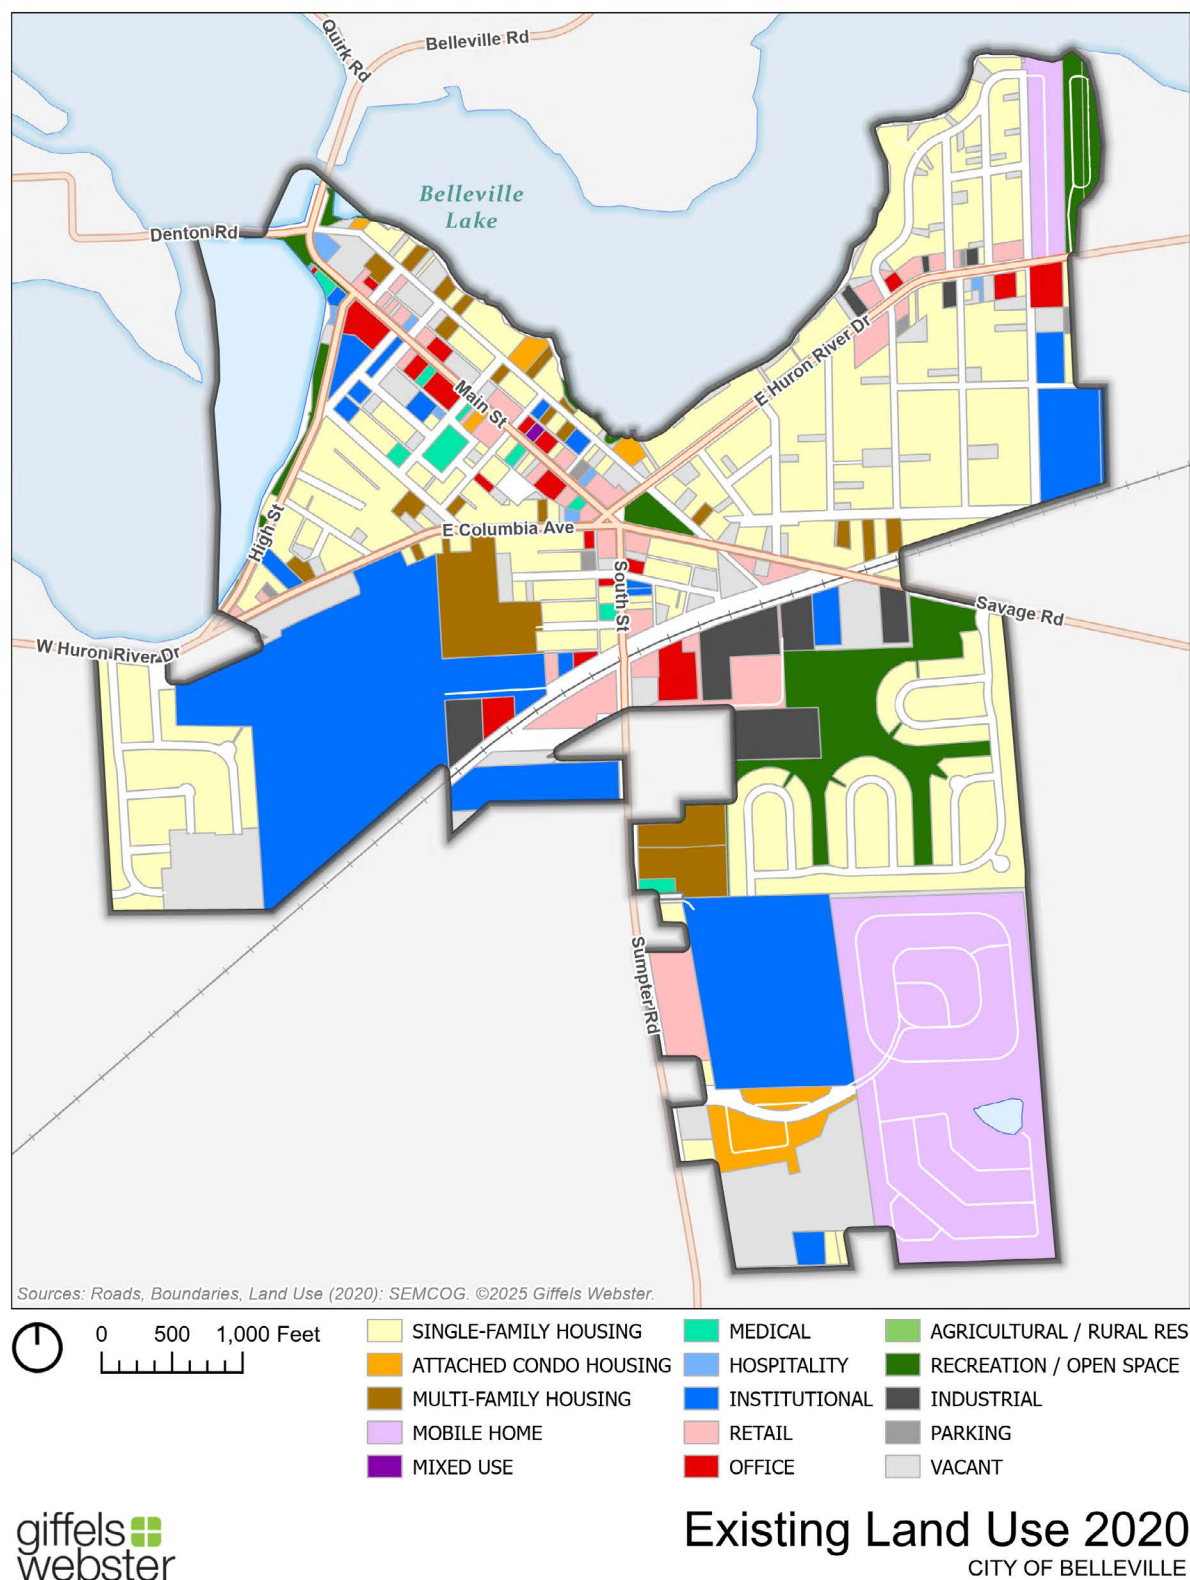 Quirk Rd
Belleville Rd
Belleville
Lake
Denton Rd
Main St
E Huron River Dr
High St
E Columbia Ave
South St
Savage Rd
W Huron River Dr
Sumpter Rd
Sources: Roads, Boundaries, Land Use (2020): SEMCOG. ©2025 Giffels Webster.
0 500 1,000 Feet
SINGLE-FAMILY HOUSING
ATTACHED CONDO HOUSING
MULTI-FAMILY HOUSING
MOBILE HOME
MIXED USE
MEDICAL
HOSPITALITY
INSTITUTIONAL
RETAIL
OFFICE
AGRICULTURAL / RURAL RES
RECREATION / OPEN SPACE
INDUSTRIAL
PARKING
VACANT
giffels
webster
Existing Land Use 2020
CITY OF BELLEVILLE